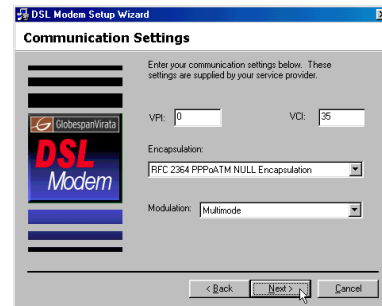 DSL Modem Setup Wizard
Communication Settings
Enter your communication settings below. These
settings are supplied by your service provider.
VPI: 0 VCI: 35
GlobespanVirata
DSL
Modem
Encapsulation:
RFC 2364 PPPoATM NULL Encapsulation
Modulation: Multimode
< Back Next > Cancel